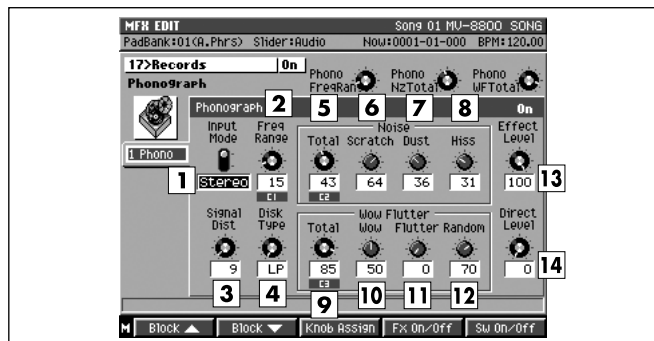 MFX EDIT Song 01 MV-8800 SONG
PadBank:01(A.Phrs) Slider:Audio Now:0001-01-000 BPM:120.00
17>Records On
Phonograph
Phono FreqRange
Phono NzTotal
Phono WFTotal
Phonograph On
1 Phono
Input Mode
Stereo
Freq Range
15
C1
Noise
Total Scratch Dust Hiss
43 64 36 31
C2
Effect Level
100
Signal Dist
9
Disk Type
LP
Wow Flutter
Total Wow Flutter Random
85 50 0 70
C3
Direct Level
0
1
2
3
4
5
6
7
8
9
10
11
12
13
14
M Block ▲ Block ▼ Knob Assign Fx On/Off Sw On/Off